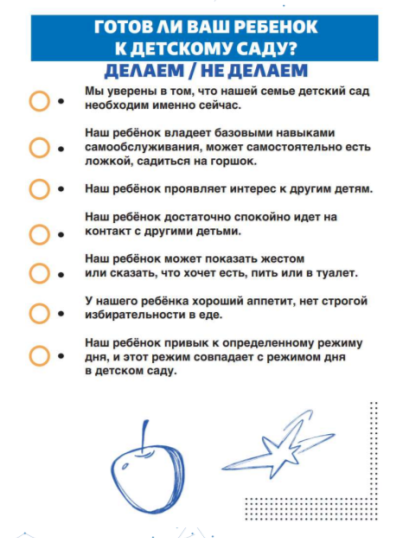 ГОТОВ ЛИ ВАШ РЕБЕНОК
К ДЕТСКОМУ САДУ?
ДЕЛАЕМ / НЕ ДЕЛАЕМ
Мы уверены в том, что нашей семье детский сад
необходим именно сейчас.
Наш ребёнок владеет базовыми навыками
самообслуживания, может самостоятельно есть
ложкой, садиться на горшок.
Наш ребёнок проявляет интерес к другим детям.
Наш ребёнок достаточно спокойно идет на
контакт с другими детьми.
Наш ребёнок может показать жестом
или сказать, что хочет есть, пить или в туалет.
У нашего ребёнка хороший аппетит, нет строгой
избирательности в еде.
Наш ребёнок привык к определенному режиму
дня, и этот режим совпадает с режимом дня
в детском саду.